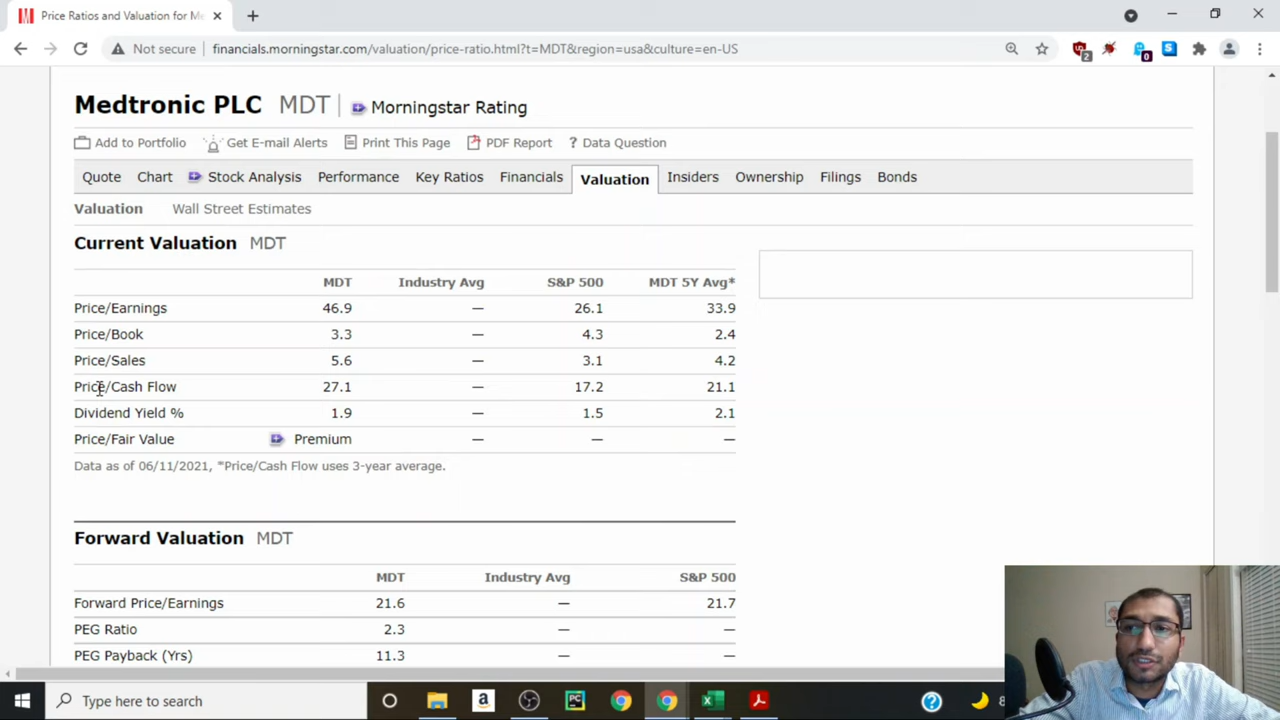 Price Ratios and Valuation for Me
Not secure financials.morningstar.com/valuation/price-ratio.html?t=MDT&region=usa&culture=en-US
2
0
Medtronic PLC MDT Morningstar Rating
Add to Portfolio Get E-mail Alerts Print This Page PDF Report ? Data Question
Quote Chart Stock Analysis Performance Key Ratios Financials Valuation Insiders Ownership Filings Bonds
Valuation Wall Street Estimates
Current Valuation MDT
MDT Industry Avg S&P 500 MDT 5Y Avg*
Price/Earnings 46.9 — 26.1 33.9
Price/Book 3.3 — 4.3 2.4
Price/Sales 5.6 — 3.1 4.2
Price/Cash Flow 27.1 — 17.2 21.1
Dividend Yield % 1.9 — 1.5 2.1
Price/Fair Value Premium — — —
Data as of 06/11/2021, *Price/Cash Flow uses 3-year average.
Forward Valuation MDT
MDT Industry Avg S&P 500
Forward Price/Earnings 21.6 — 21.7
PEG Ratio 2.3 — —
PEG Payback (Yrs) 11.3 — —
Type here to search